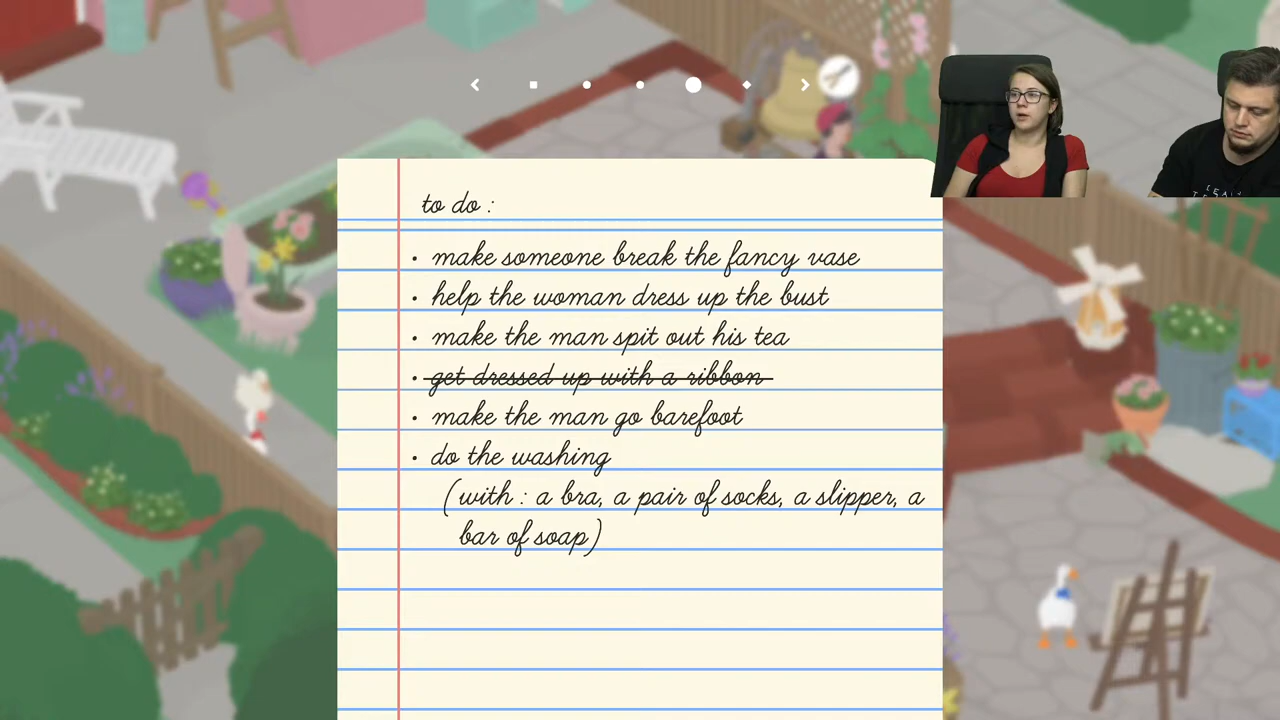 to do :
• make someone break the fancy vase
• help the woman dress up the bust
• make the man spit out his tea
• get dressed up with a ribbon
• make the man go barefoot
• do the washing
(with : a bra, a pair of socks, a slipper, a
bar of soap)